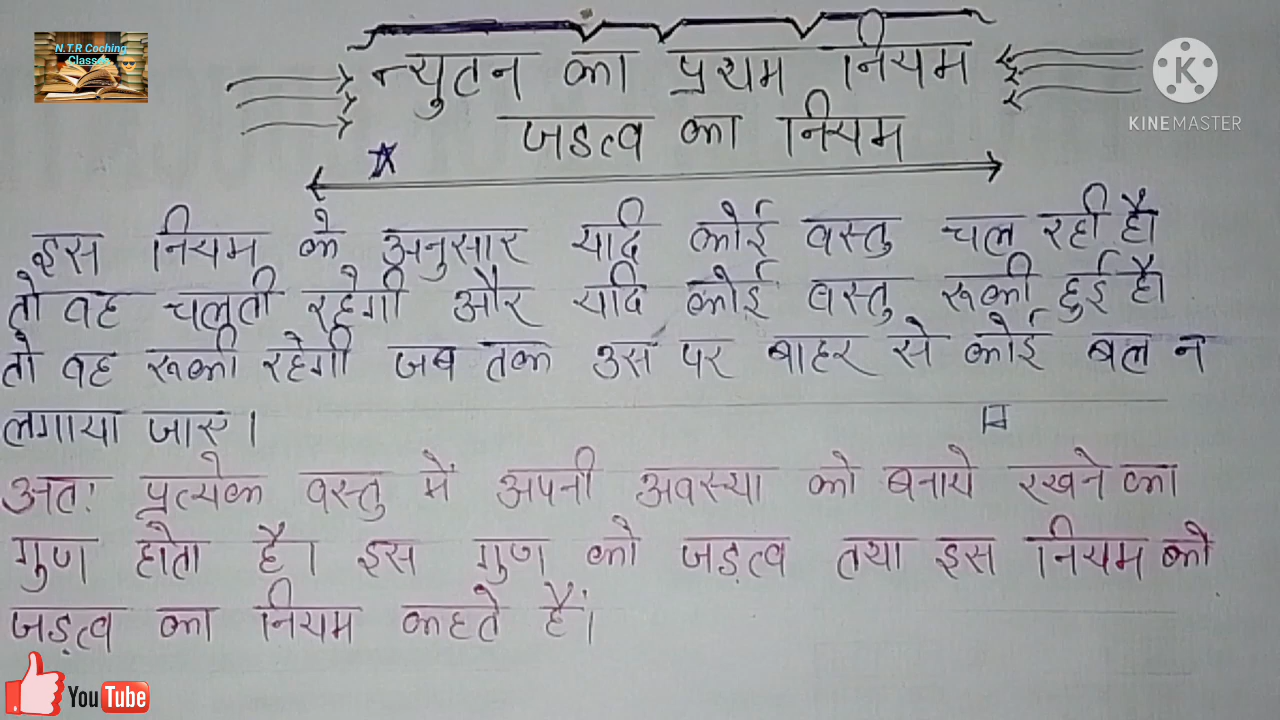 N.T.R Coching
Classes
न्युटन का प्रथम नियम
KINEMASTER
जडत्व का नियम
इस नियम के अनुसार यदि कोई वस्तु चल रही है
तो वह चलती रहेगी और यदि कोई वस्तु रूकी हुई है
तो वह रूकी रहेगी जब तक उस पर बाहर से कोई बल न
लगाया जाए।
अतः प्रत्येक वस्तु में अपनी अवस्था को बनाये रखने का
गुण होता है। इस गुण को जड़त्व तथा इस नियम को
जड़त्व का नियम कहते हैं।
YouTube